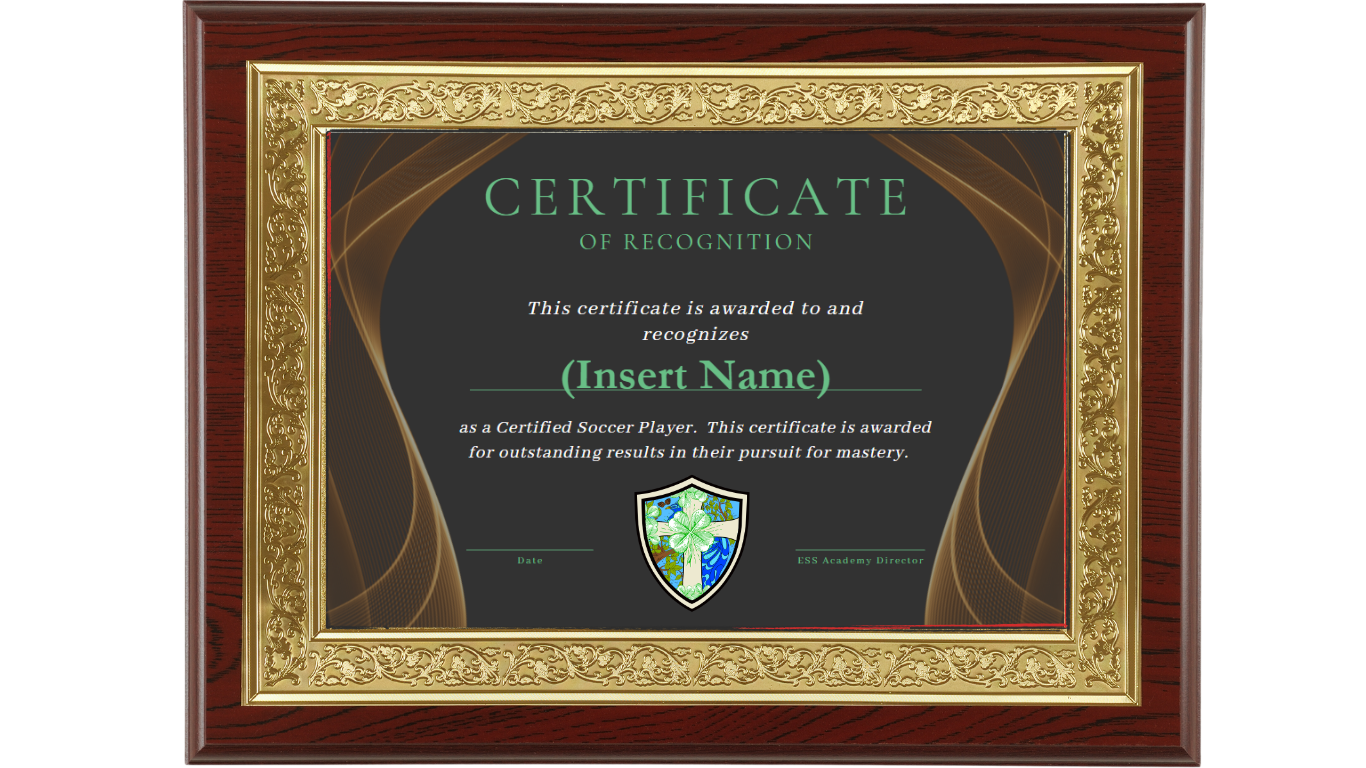 CERTIFICATE
OF RECOGNITION
This certificate is awarded to and
recognizes
(Insert Name)
as a Certified Soccer Player. This certificate is awarded
for outstanding results in their pursuit for mastery.
Date
ESS Academy Director